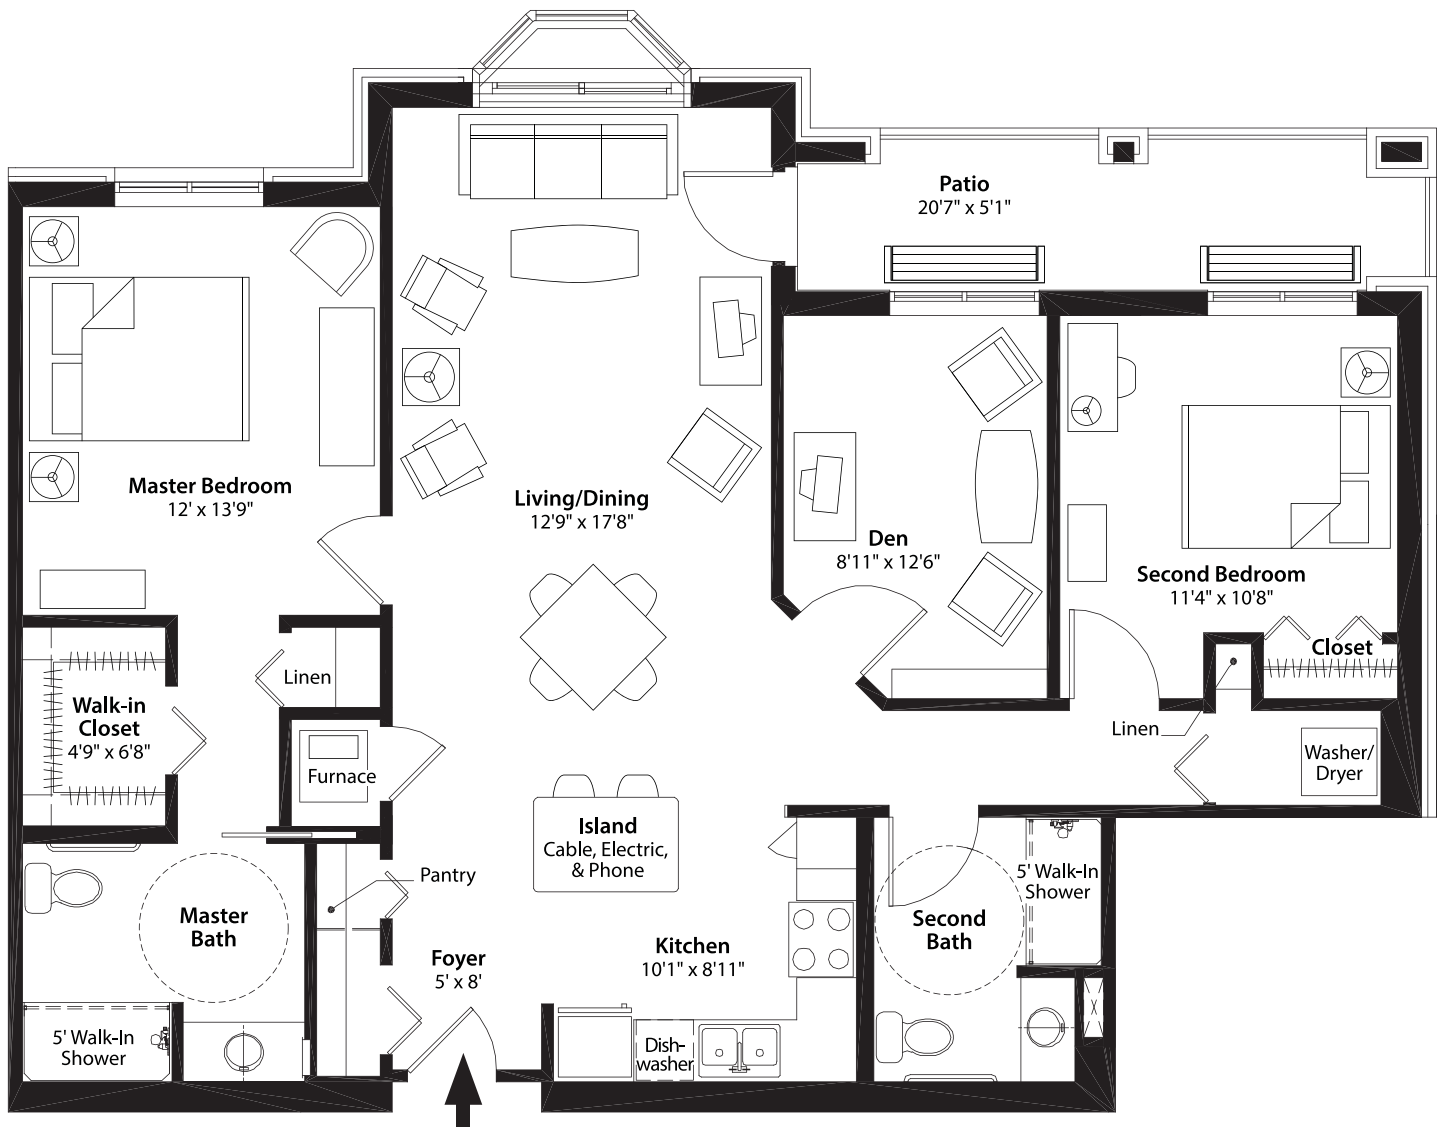 Patio
20'7" x 5'1"
Master Bedroom
12' x 13'9"
Living/Dining
12'9" x 17'8"
Den
8'11" x 12'6"
Second Bedroom
11'4" x 10'8"
Closet
Linen
Walk-in
Closet
4'9" x 6'8"
Linen
Washer/
Dryer
Furnace
Island
Cable, Electric,
& Phone
Pantry
5' Walk-In
Shower
Master
Bath
Second
Bath
Kitchen
10'1" x 8'11"
Foyer
5' x 8'
5' Walk-In
Shower
Dish-
washer